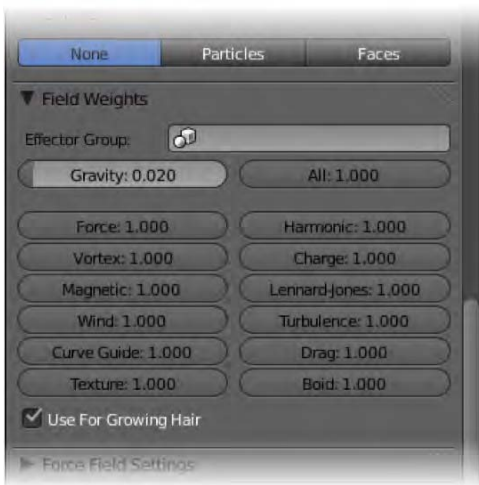 None Particles Faces
Field Weights
Effector Group:
Gravity: 0.020 All: 1.000
Force: 1.000 Harmonic: 1.000
Vortex: 1.000 Charge: 1.000
Magnetic: 1.000 Lennard-Jones: 1.000
Wind: 1.000 Turbulence: 1.000
Curve Guide: 1.000 Drag: 1.000
Texture: 1.000 Boid: 1.000
Use For Growing Hair
Force Field Settings